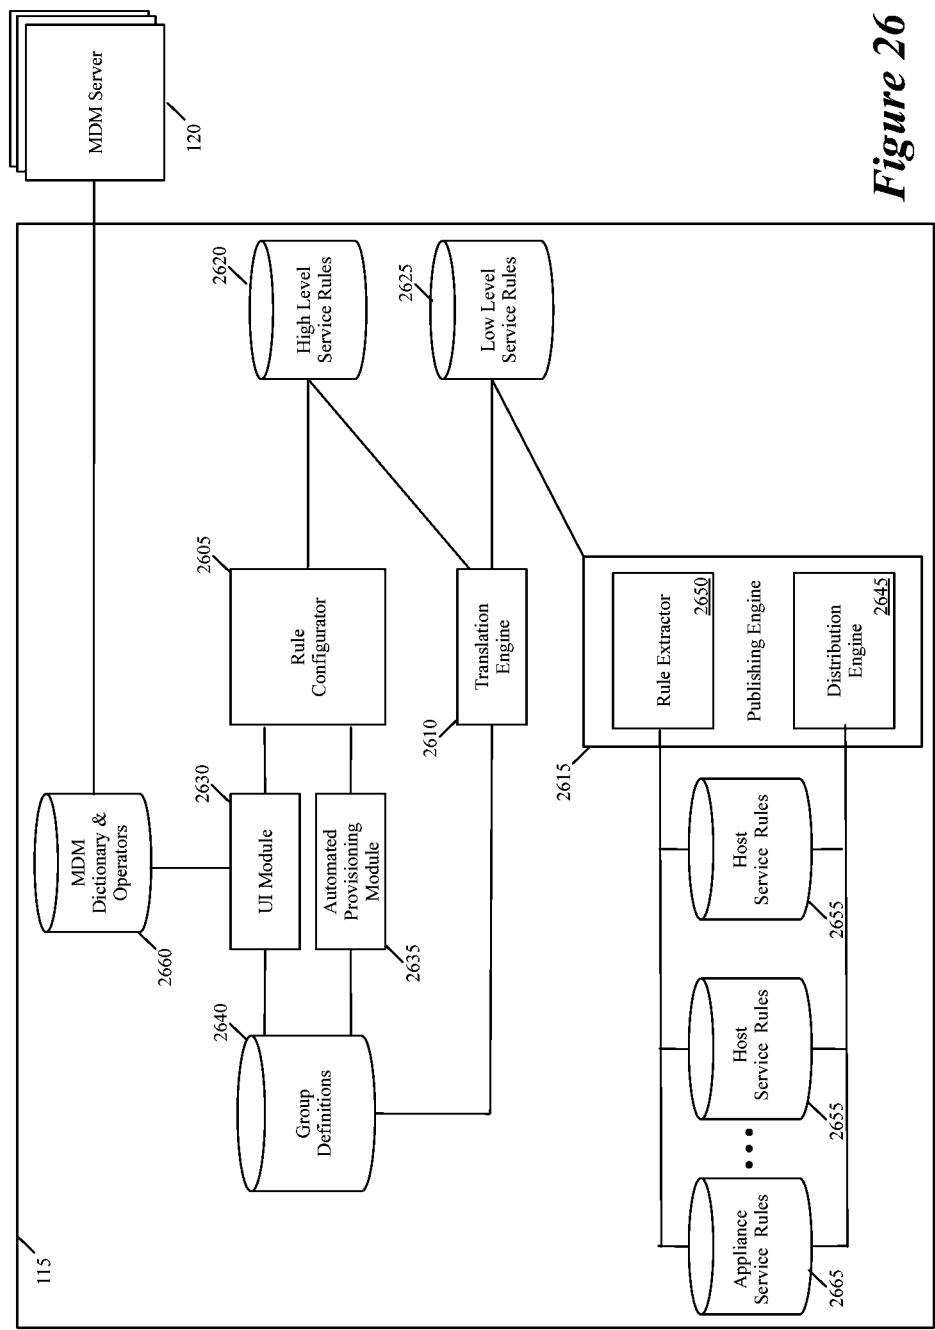 115
2640
Group
Definitions
2660
MDM
Dictionary &
Operators
2630
UI Module
Automated
Provisioning
Module
2635
2605
Rule
Configurator
2610
Translation
Engine
2620
High Level
Service Rules
2625
Low Level
Service Rules
MDM Server
120
Appliance
Service Rules
2665
Host
Service Rules
2655
Host
Service Rules
2655
2615
Rule Extractor
2650
Publishing Engine
Distribution
Engine
2645
Figure 26